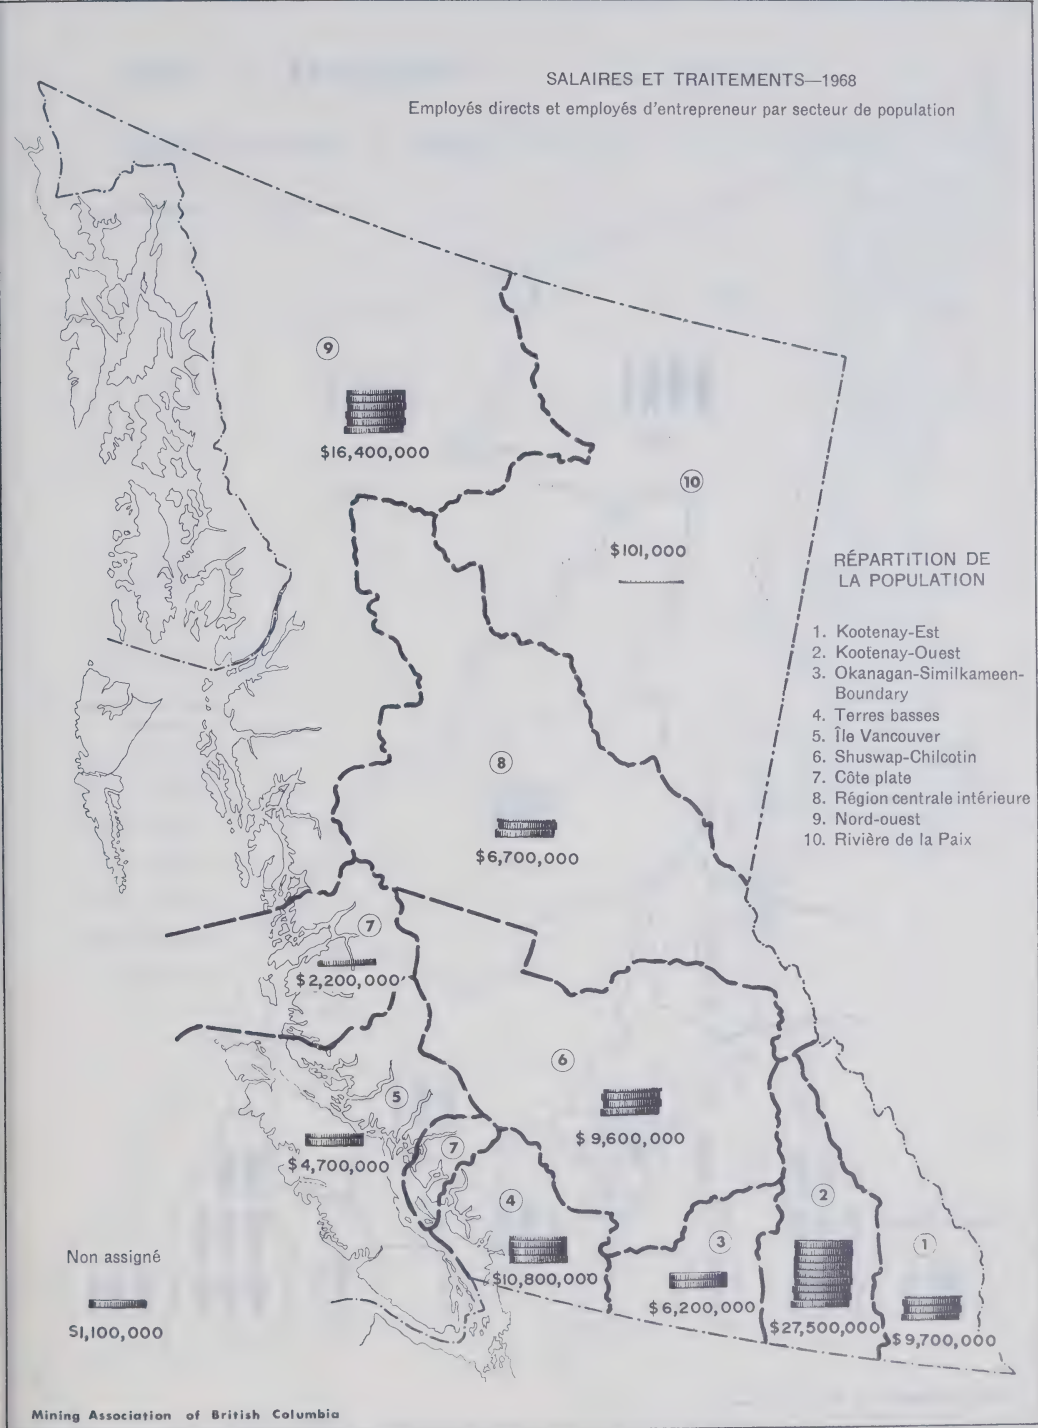 SALAIRES ET TRAITEMENTS—1968
Employés directs et employés d'entrepreneur par secteur de population
9
$16,400,000
10
$101,000
RÉPARTITION DE
LA POPULATION
1. Kootenay-Est
2. Kootenay-Ouest
3. Okanagan-Similkameen-
Boundary
4. Terres basses
5. Île Vancouver
6. Shuswap-Chilcotin
7. Côte plate
8. Région centrale intérieure
9. Nord-ouest
10. Rivière de la Paix
8
$6,700,000
7
$2,200,000
6
$9,600,000
5
$4,700,000
7
4
$10,800,000
3
$6,200,000
2
$27,500,000
1
$9,700,000
Non assigné
$1,100,000
Mining Association of British Columbia